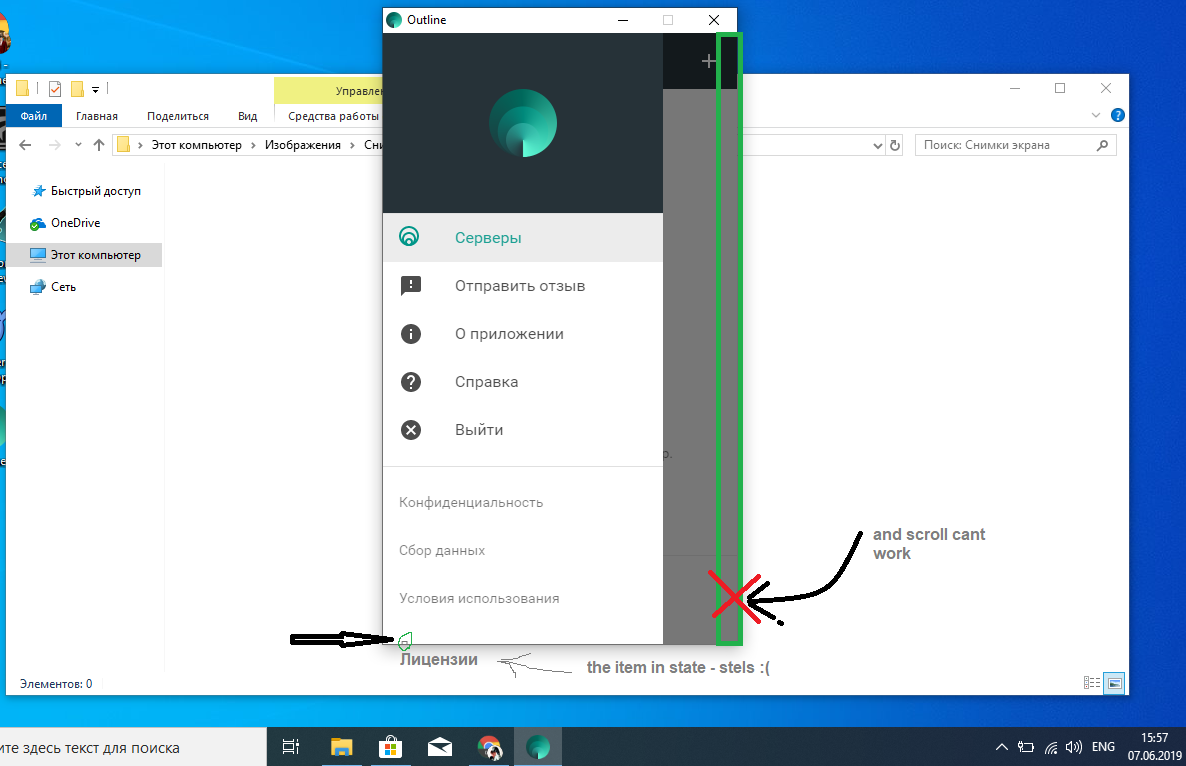 Outline
Управле
Файл
Главная
Поделиться
Вид
Средства работы
Этот компьютер
Изображения
Поиск: Снимки экрана
Быстрый доступ
OneDrive
Этот компьютер
Сеть
Серверы
Отправить отзыв
О приложении
Справка
Выйти
р.
Конфиденциальность
Сбор данных
Условия использования
and scroll cant
work
Лицензии
the item in state - stels :(
Элементов: 0
здесь текст для поиска
ENG
15:57
07.06.2019